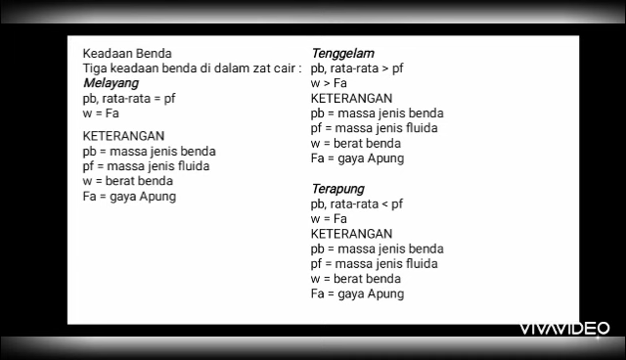 Keadaan Benda
Tiga keadaan benda di dalam zat cair :
Melayang
pb, rata-rata = pf
w = Fa
KETERANGAN
pb = massa jenis benda
pf = massa jenis fluida
w = berat benda
Fa = gaya Apung
Tenggelam
pb, rata-rata > pf
w > Fa
KETERANGAN
pb = massa jenis benda
pf = massa jenis fluida
w = berat benda
Fa = gaya Apung
Terapung
pb, rata-rata < pf
w = Fa
KETERANGAN
pb = massa jenis benda
pf = massa jenis fluida
w = berat benda
Fa = gaya Apung
VIVAVIDEO